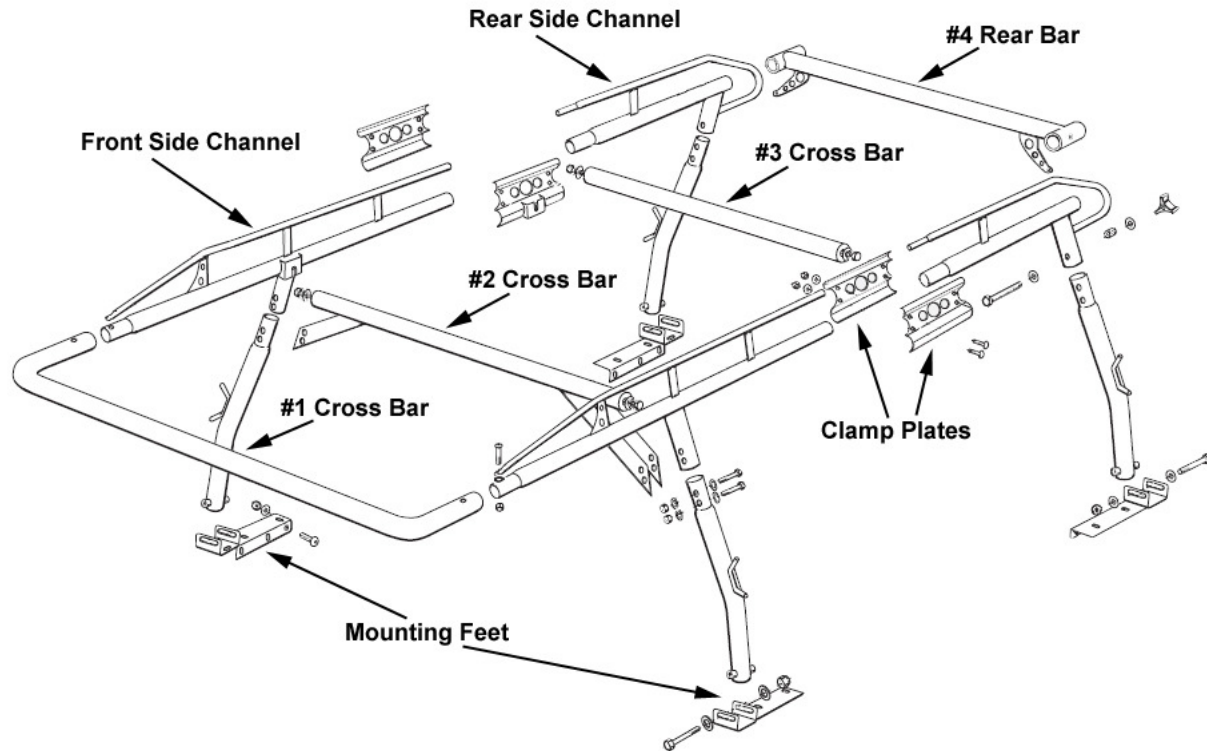 Rear Side Channel
#4 Rear Bar
Front Side Channel
#3 Cross Bar
#2 Cross Bar
#1 Cross Bar
Clamp Plates
Mounting Feet